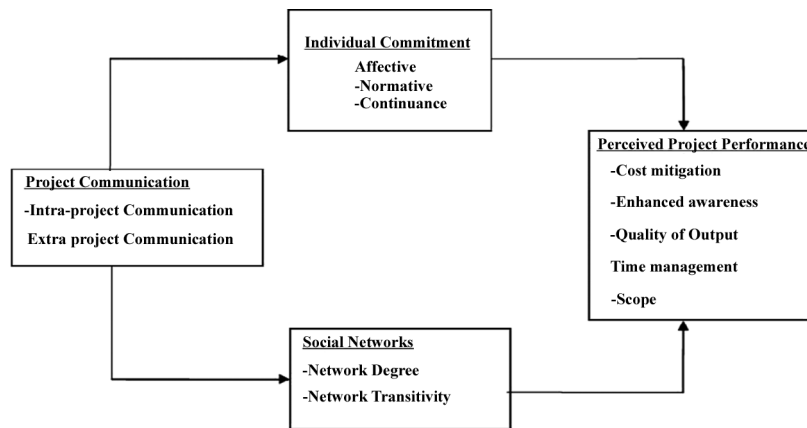 Individual Commitment
Affective
-Normative
-Continuance
Project Communication
-Intra-project Communication
Extra project Communication
Perceived Project Performance
-Cost mitigation
-Enhanced awareness
-Quality of Output
Time management
-Scope
Social Networks
-Network Degree
-Network Transitivity